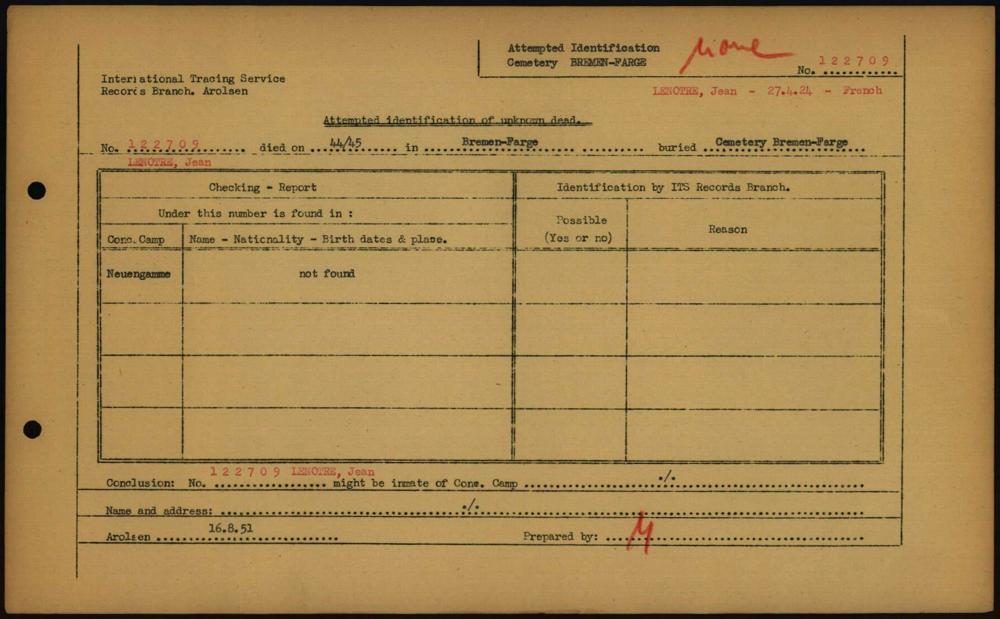 Attempted Identification
Cemetery BREMEN-FARGE
None
No. 122709
International Tracing Service
Records Branch. Arolsen
LENOTRE, Jean - 27.4.24 - French
Attempted identification of unknown dead.
No. 122709 died on 44/45 in Bremen-Farge buried Cemetery Bremen-Farge
LENOTRE, Jean
Checking - Report
Identification by ITS Records Branch.
Under this number is found in :
Possible
(Yes or no)
Reason
Conc. Camp
Name - Nationality - Birth dates & place.
Neuengamme
not found
122709 LENOTRE, Jean
Conclusion: No. ................. might be inmate of Conc. Camp ./.
Name and address: ./.
Arolsen 16.8.51
Prepared by: